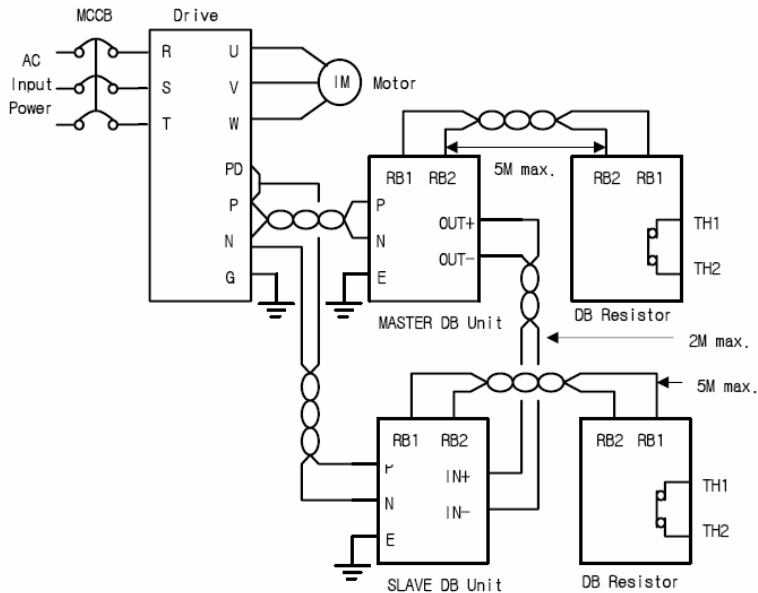 MCCB
Drive
AC
Input
Power
R
S
T
U
V
W
IM
Motor
PD
P
N
G
RB1 RB2
P
N
E
OUT+
OUT-
MASTER DB Unit
5M max.
RB2 RB1
TH1
TH2
DB Resistor
2M max.
5M max.
RB1 RB2
P
N
E
IN+
IN-
SLAVE DB Unit
RB2 RB1
TH1
TH2
DB Resistor